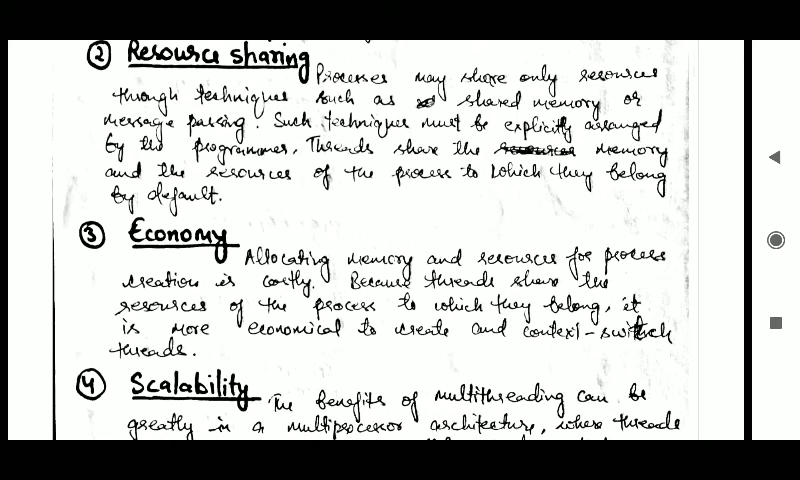 ② Resource sharing
Processes may share only resources
through techniques such as shared memory or
message passing. Such techniques must be explicitly arranged
by the programmer. Threads share the memory
and the resources of the process to which they belong
by default.
③ Economy
Allocating memory and resources for process
creation is costly. Because threads share the
resources of the process to which they belong, it
is more economical to create and context-switch
threads.
④ Scalability
The benefits of multithreading can be
greatly in a multiprocessor architecture, where threads